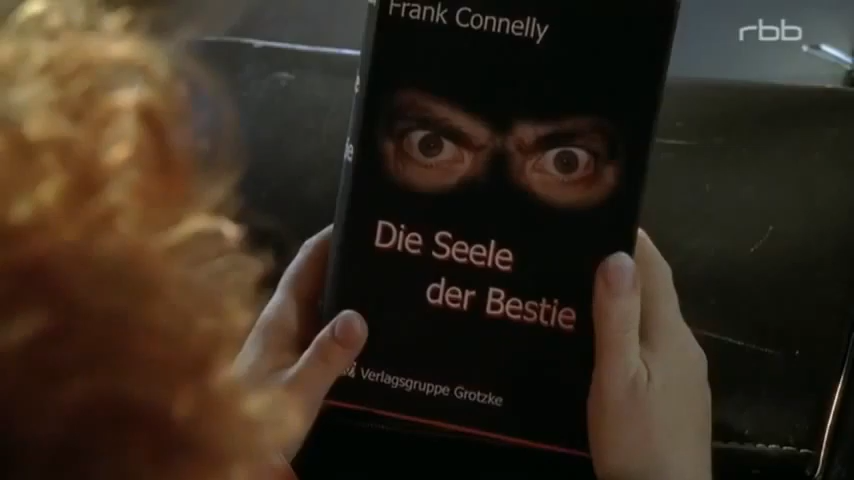 Frank Connelly
rbb
Die Seele
der Bestie
Verlagsgruppe Grotzke